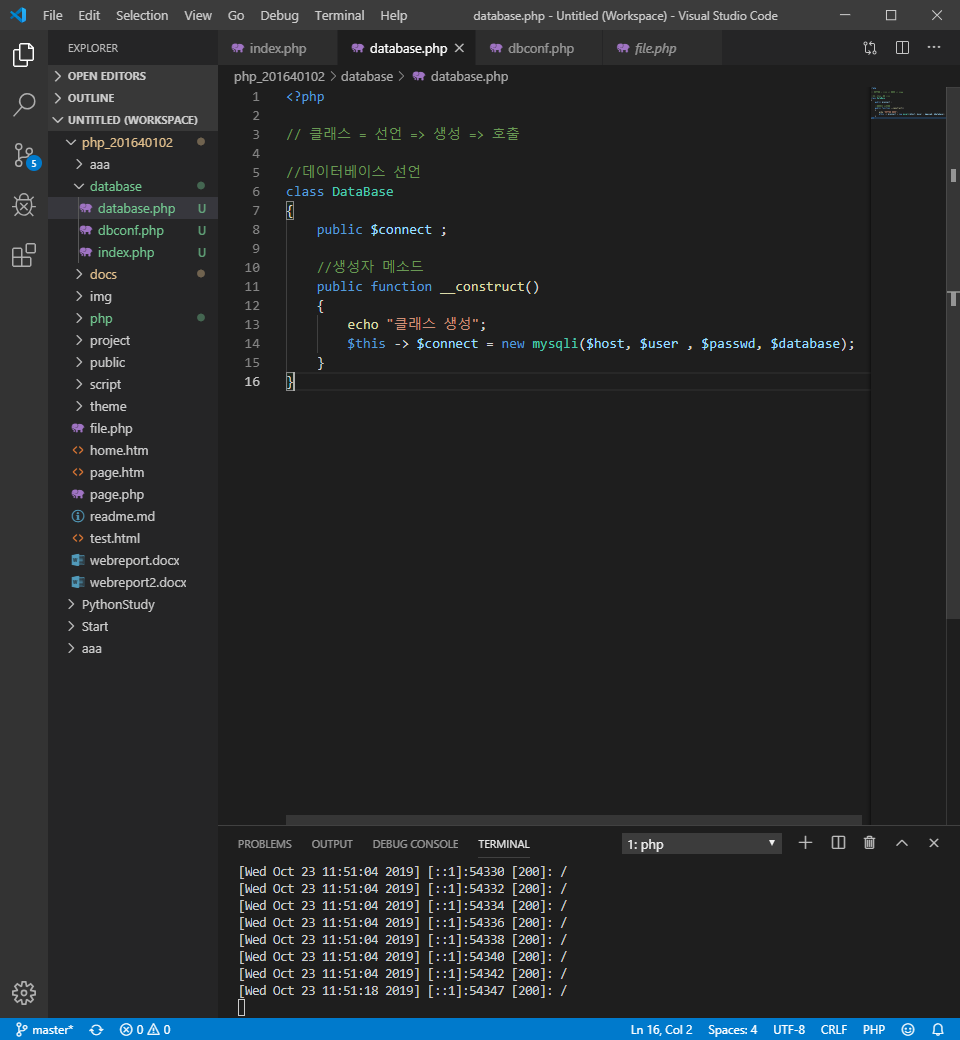 File Edit Selection View Go Debug Terminal Help database.php - Untitled (Workspace) - Visual Studio Code
EXPLORER
index.php database.php dbconf.php file.php
OPEN EDITORS
OUTLINE
UNTITLED (WORKSPACE)
php_201640102
aaa
database
database.php U
dbconf.php U
index.php U
docs
img
php
project
public
script
theme
file.php
home.htm
page.htm
page.php
readme.md
test.html
webreport.docx
webreport2.docx
PythonStudy
Start
aaa
5
php_201640102 > database > database.php
1 <?php
2
3 // 클래스 = 선언 => 생성 => 호출
4
5 //데이터베이스 선언
6 class DataBase
7 {
8 public $connect ;
9
10 //생성자 메소드
11 public function __construct()
12 {
13 echo "클래스 생성";
14 $this -> $connect = new mysqli($host, $user , $passwd, $database);
15 }
16 }
PROBLEMS OUTPUT DEBUG CONSOLE TERMINAL 1: php
[Wed Oct 23 11:51:04 2019] [::1]:54330 [200]: /
[Wed Oct 23 11:51:04 2019] [::1]:54332 [200]: /
[Wed Oct 23 11:51:04 2019] [::1]:54334 [200]: /
[Wed Oct 23 11:51:04 2019] [::1]:54336 [200]: /
[Wed Oct 23 11:51:04 2019] [::1]:54338 [200]: /
[Wed Oct 23 11:51:04 2019] [::1]:54340 [200]: /
[Wed Oct 23 11:51:04 2019] [::1]:54342 [200]: /
[Wed Oct 23 11:51:18 2019] [::1]:54347 [200]: /
master* 0 0 Ln 16, Col 2 Spaces: 4 UTF-8 CRLF PHP